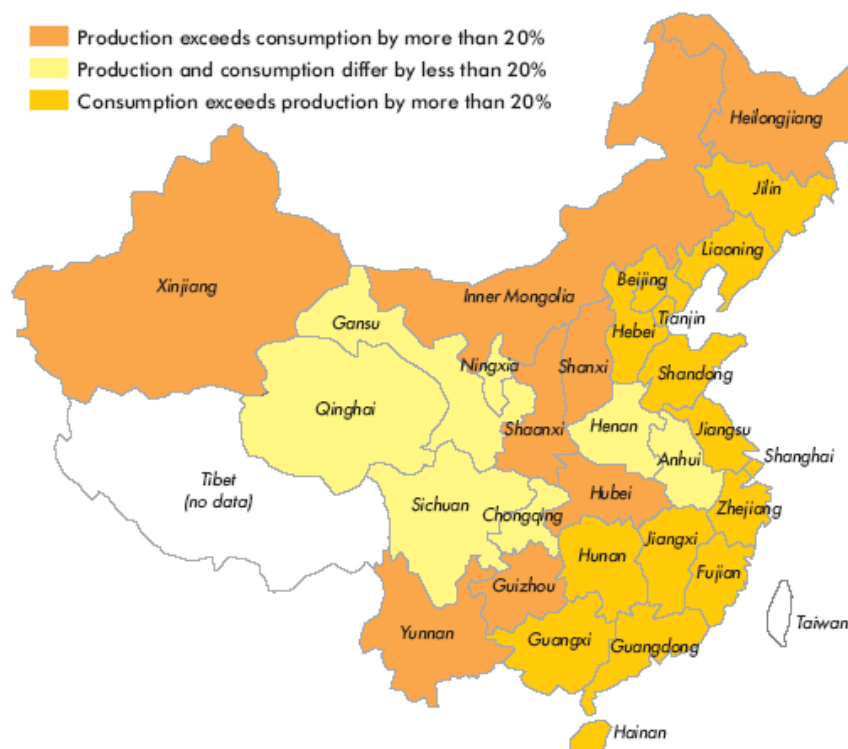 Production exceeds consumption by more than 20%
Production and consumption differ by less than 20%
Consumption exceeds production by more than 20%
Heilongjiang
Jilin
Liaoning
Xinjiang
Inner Mongolia
Beijing
Gansu
Tianjin
Hebei
Ningxia
Shanxi
Shandong
Qinghai
Shaanxi
Henan
Jiangsu
Anhui
Shanghai
Tibet
(no data)
Sichuan
Chongqing
Hubei
Zhejiang
Jiangxi
Hunan
Fujian
Guizhou
Yunnan
Guangxi
Guangdong
Taiwan
Hainan